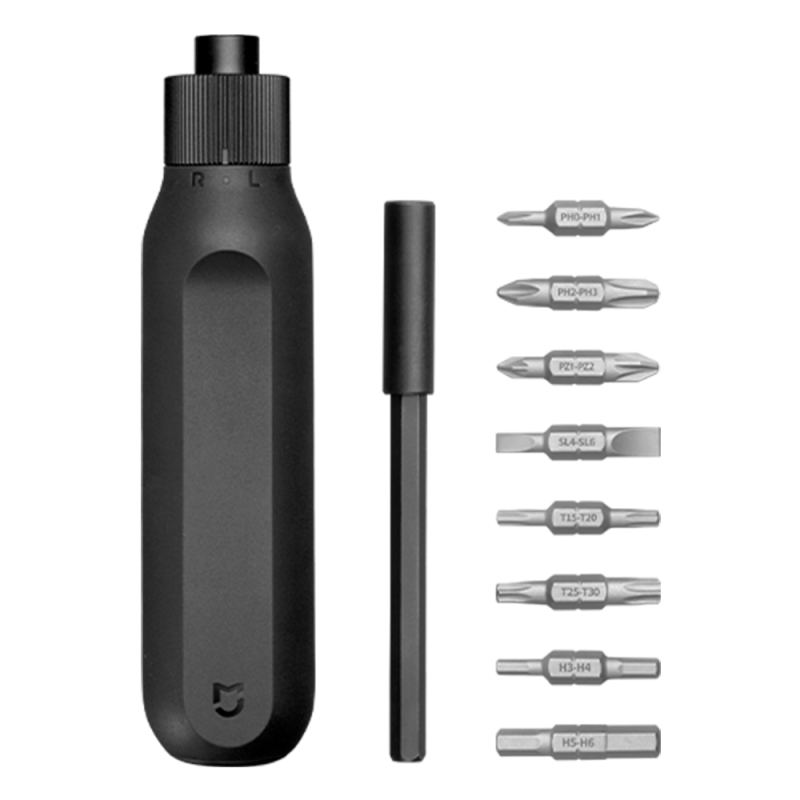 R · L
PH0-PH1
PH2-PH3
PZ1-PZ2
SL4-SL6
T15-T20
T25-T30
H3-H4
H5-H6